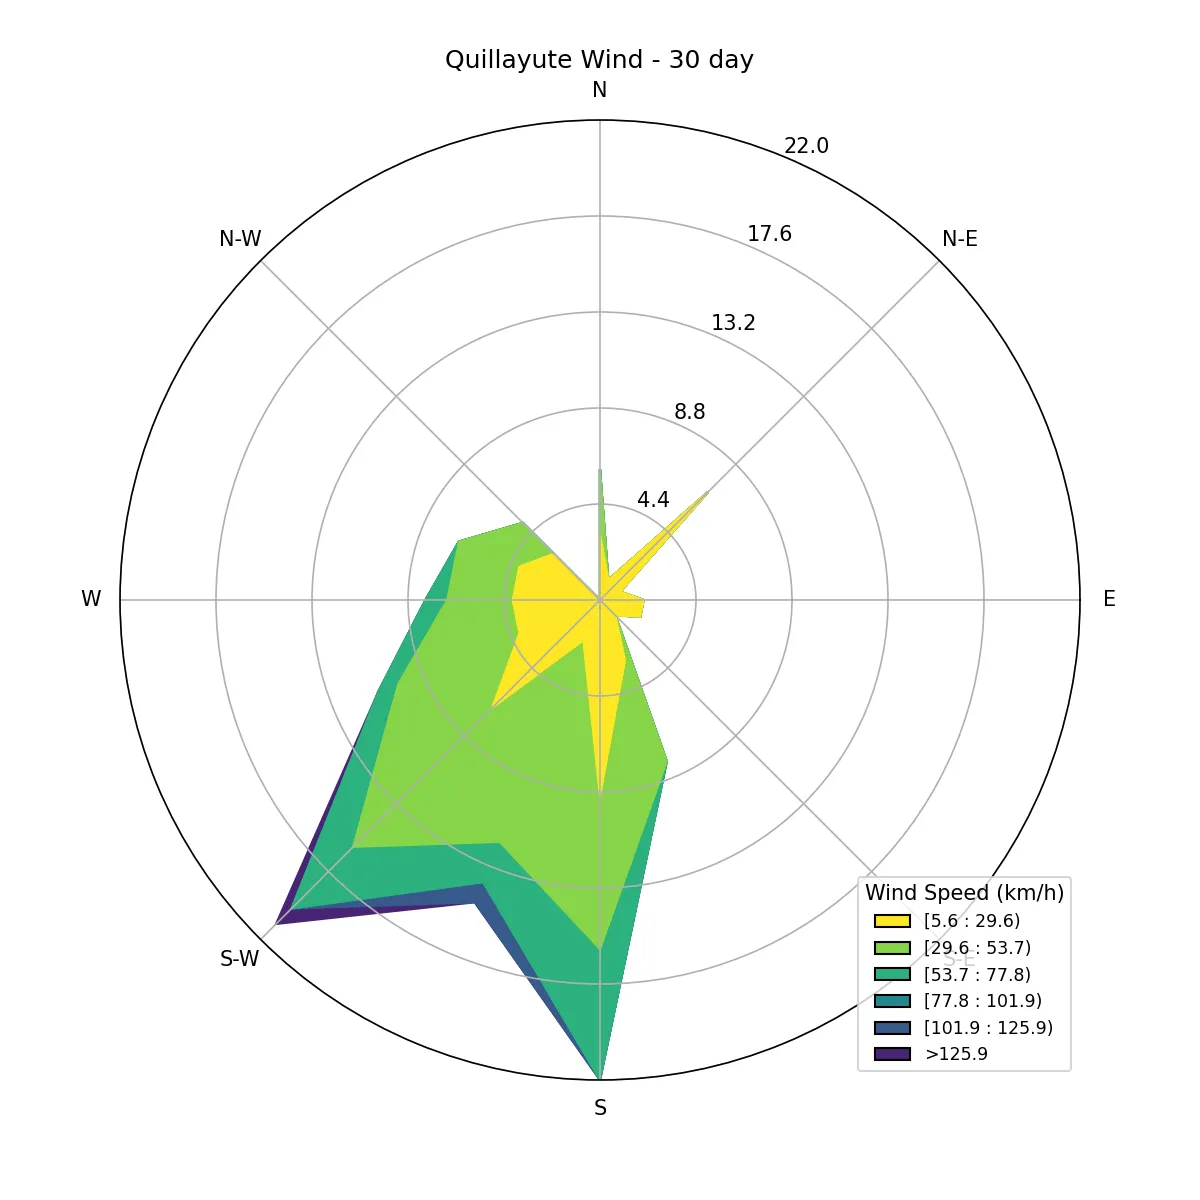 Quillayute Wind - 30 day
N
22.0
N-W
17.6
N-E
13.2
8.8
4.4
W
E
Wind Speed (km/h)
[5.6 : 29.6)
[29.6 : 53.7)
S-W
S-E
[53.7 : 77.8)
[77.8 : 101.9)
[101.9 : 125.9)
>125.9
S